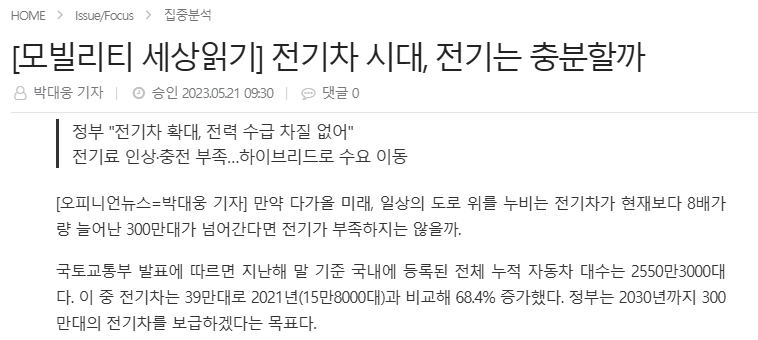 HOME > Issue/Focus > 집중분석
[모빌리티 세상읽기] 전기차 시대, 전기는 충분할까
박대웅 기자 | 승인 2023.05.21 09:30 | 댓글 0
정부 "전기차 확대, 전력 수급 차질 없어"
전기료 인상·충전 부족…하이브리드로 수요 이동
[오피니언뉴스=박대웅 기자] 만약 다가올 미래, 일상의 도로 위를 누비는 전기차가 현재보다 8배가
량 늘어난 300만대가 넘어간다면 전기가 부족하지는 않을까.
국토교통부 발표에 따르면 지난해 말 기준 국내에 등록된 전체 누적 자동차 대수는 2550만3000대
다. 이 중 전기차는 39만대로 2021년(15만8000대)과 비교해 68.4% 증가했다. 정부는 2030년까지 300
만대의 전기차를 보급하겠다는 목표다.